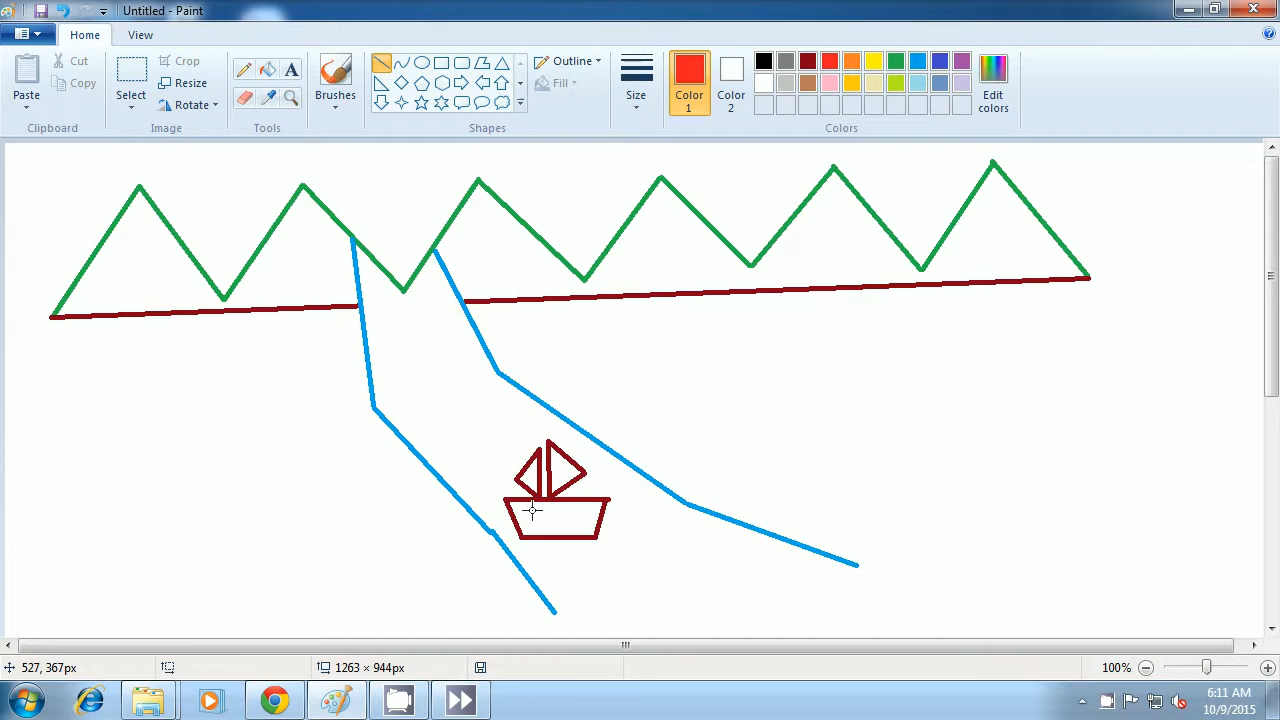 Untitled - Paint
Home
View
Paste
Cut
Copy
Clipboard
Select
Crop
Resize
Rotate
Image
A
Tools
Brushes
Outline
Fill
Shapes
Size
Color
1
Color
2
Edit
colors
Colors
527, 367px
1263 × 944px
100%
6:11 AM
10/9/2015